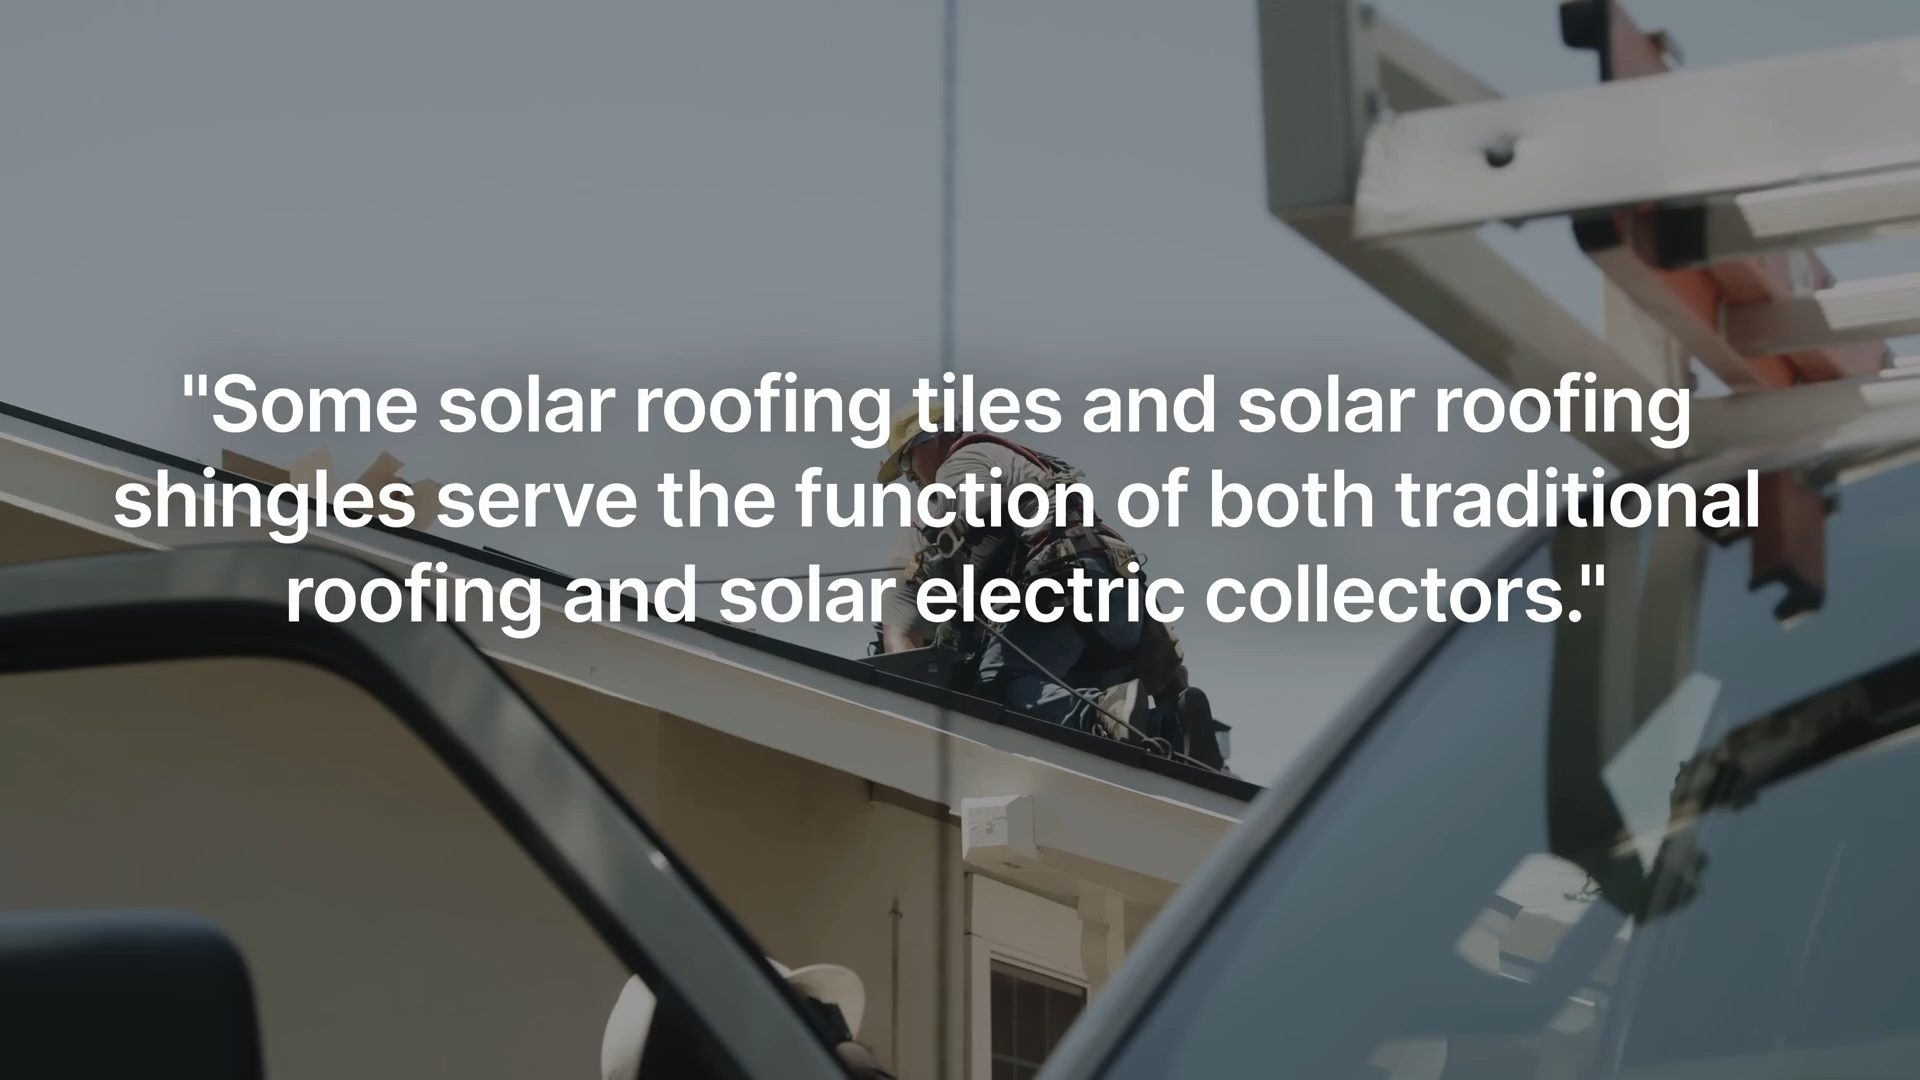 "Some solar roofing tiles and solar roofing
shingles serve the function of both traditional
roofing and solar electric collectors."